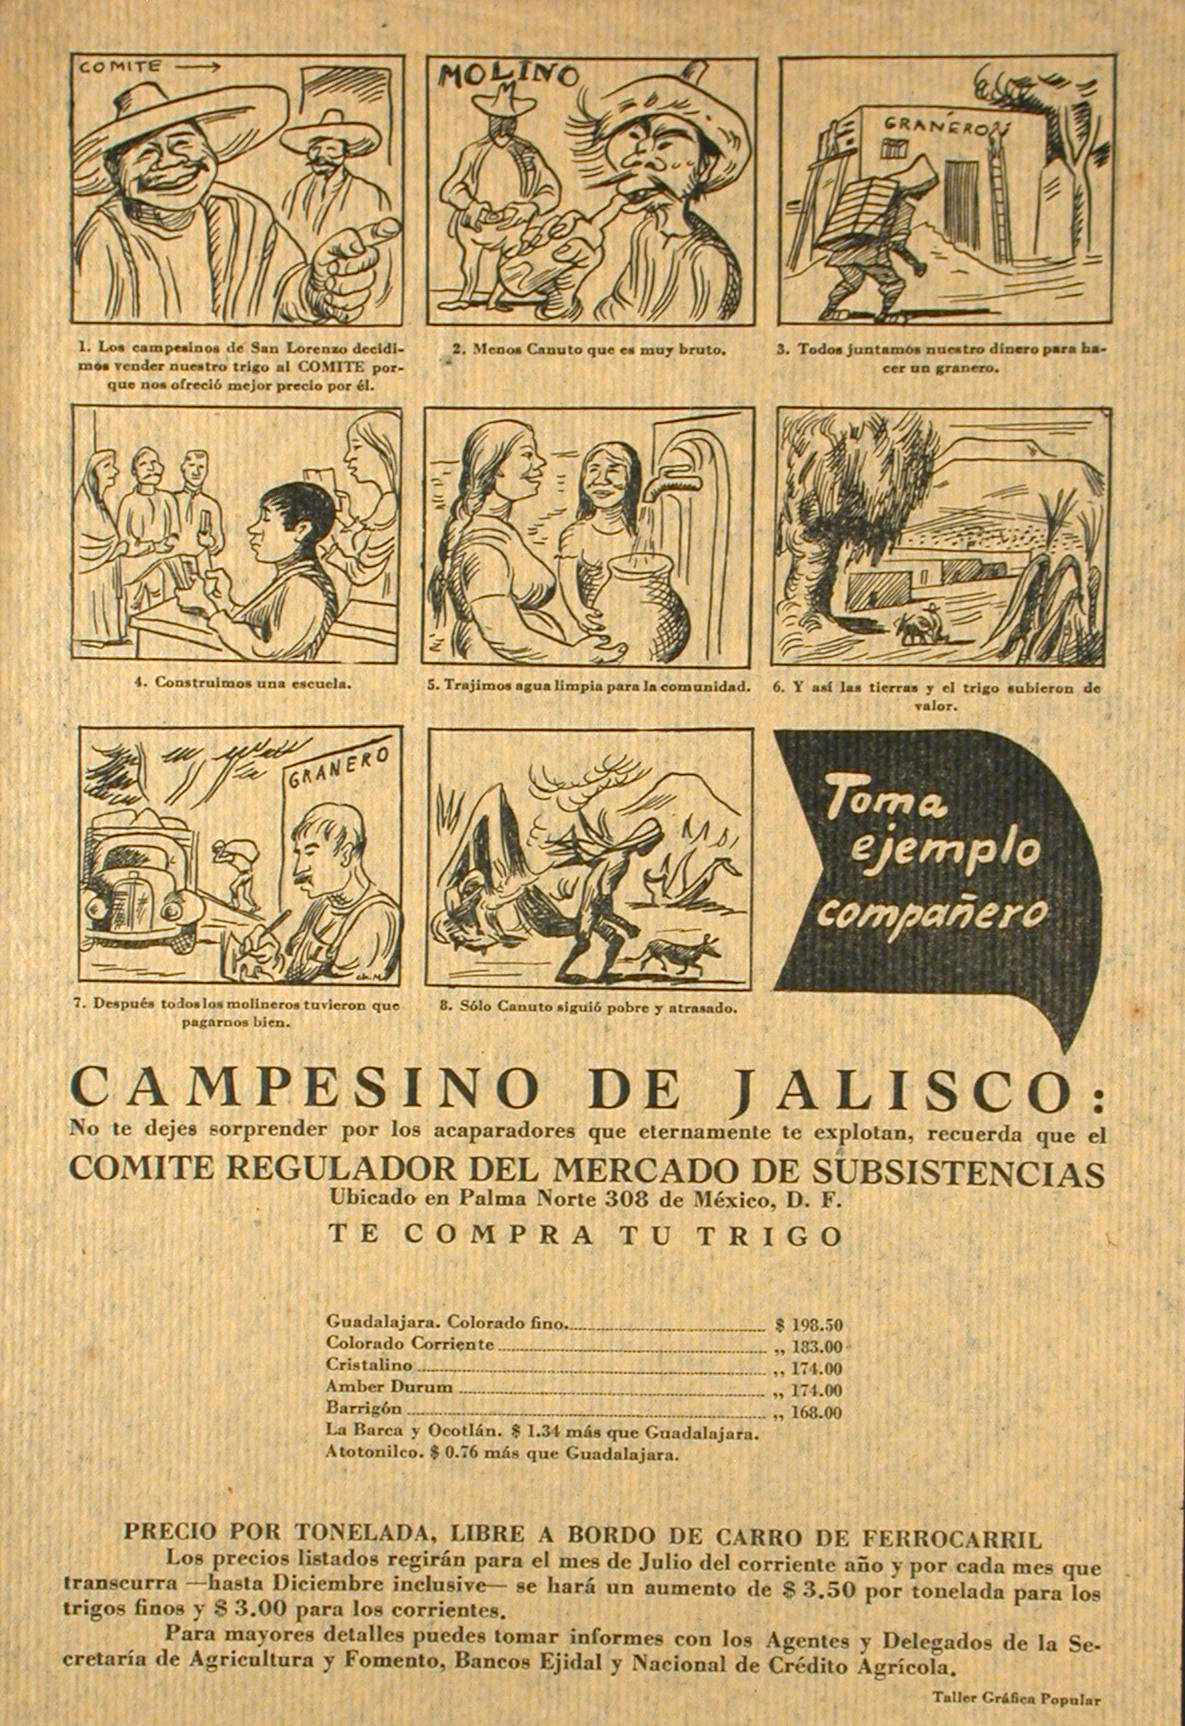 COMITE
1. Los campesinos de San Lorenzo decidi-
mos vender nuestro trigo al COMITE por-
que nos ofreció mejor precio por él.
MOLINO
2. Menos Canuto que es muy bruto.
GRANERO
3. Todos juntamos nuestro dinero para ha-
cer un granero.
4. Construimos una escuela.
5. Trajimos agua limpia para la comunidad.
6. Y así las tierras y el trigo subieron de
valor.
GRANERO
7. Después todos los molineros tuvieron que
pagarnos bien.
8. Sólo Canuto siguió pobre y atrasado.
Toma
ejemplo
compañero
CAMPESINO DE JALISCO:
No te dejes sorprender por los acaparadores que eternamente te explotan, recuerda que el
COMITE REGULADOR DEL MERCADO DE SUBSISTENCIAS
Ubicado en Palma Norte 308 de México, D. F.
TE COMPRA TU TRIGO
Guadalajara. Colorado fino. $ 198.50
Colorado Corriente ,, 183.00
Cristalino ,, 174.00
Amber Durum ,, 174.00
Barrigón ,, 168.00
La Barca y Ocotlán. $ 1.34 más que Guadalajara.
Atotonilco. $ 0.76 más que Guadalajara.
PRECIO POR TONELADA, LIBRE A BORDO DE CARRO DE FERROCARRIL
Los precios listados regirán para el mes de Julio del corriente año y por cada mes que
transcurra —hasta Diciembre inclusive— se hará un aumento de $ 3.50 por tonelada para los
trigos finos y $ 3.00 para los corrientes.
Para mayores detalles puedes tomar informes con los Agentes y Delegados de la Se-
cretaría de Agricultura y Fomento, Bancos Ejidal y Nacional de Crédito Agrícola.
Taller Gráfica Popular